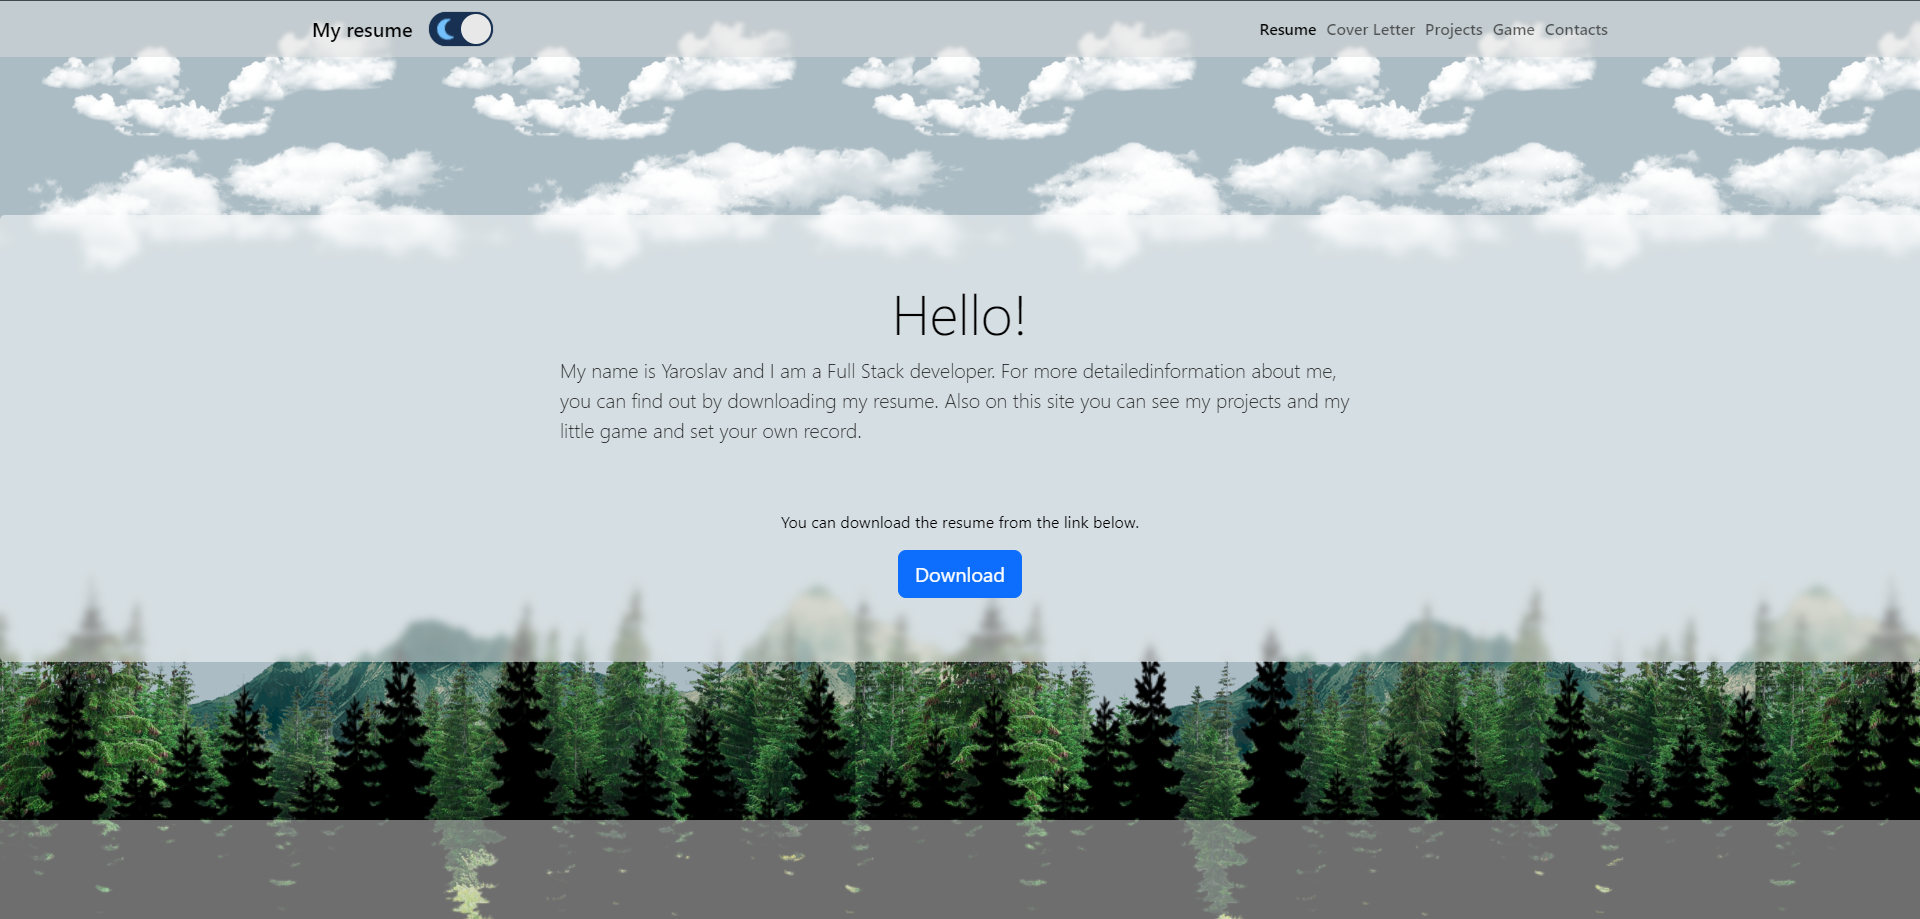 My resume
Resume Cover Letter Projects Game Contacts
Hello!
My name is Yaroslav and I am a Full Stack developer. For more detailedinformation about me,
you can find out by downloading my resume. Also on this site you can see my projects and my
little game and set your own record.
You can download the resume from the link below.
Download